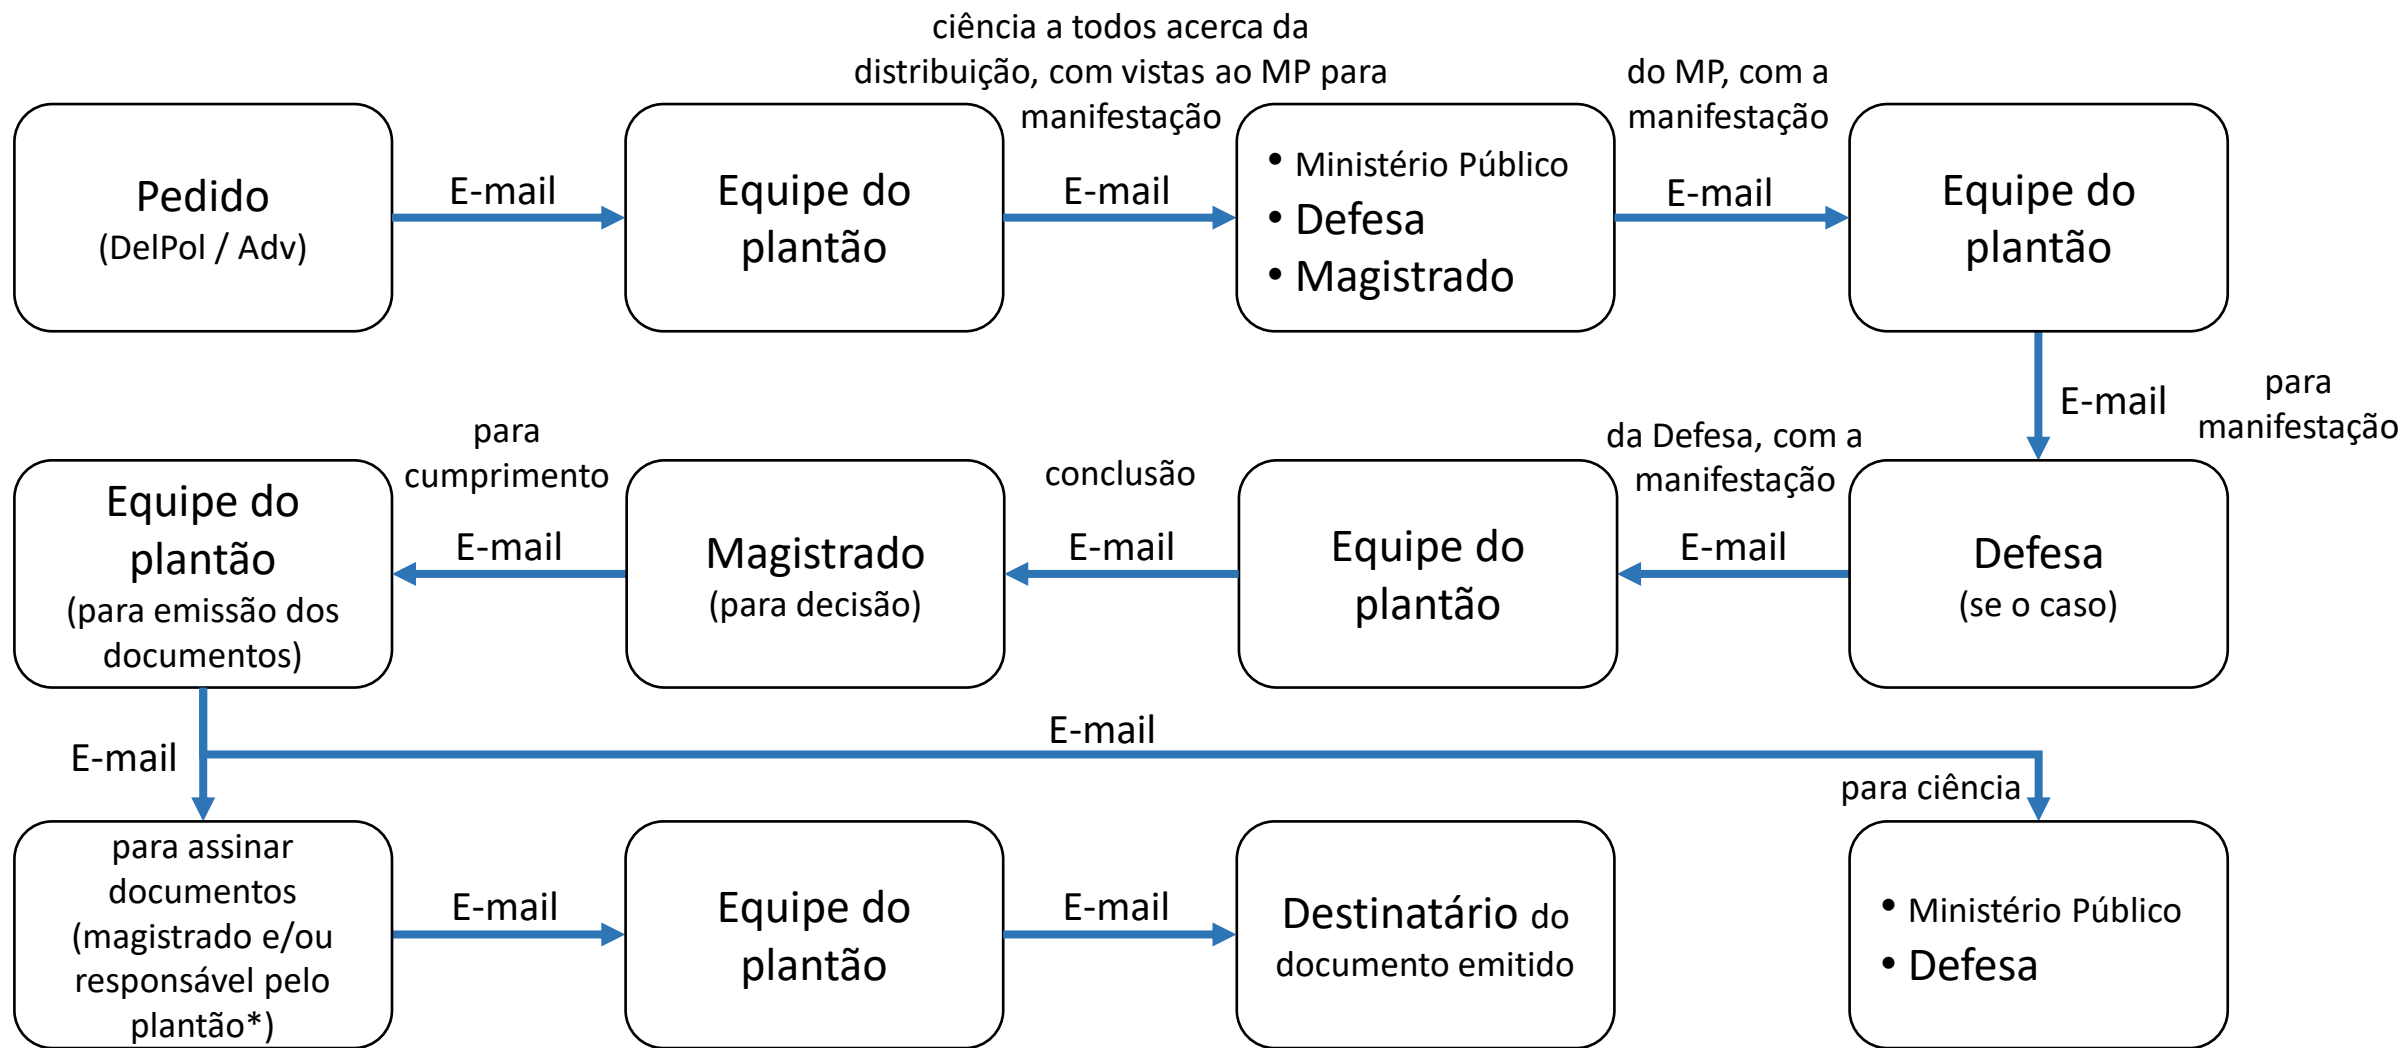 ciência a todos acerca da
distribuição, com vistas ao MP para
manifestação
do MP, com a
manifestação
Pedido
(DelPol / Adv)
E-mail
Equipe do
plantão
E-mail
• Ministério Público
• Defesa
• Magistrado
E-mail
Equipe do
plantão
E-mail
para
manifestação
Defesa
(se o caso)
da Defesa, com a
manifestação
E-mail
Equipe do
plantão
conclusão
E-mail
Magistrado
(para decisão)
para
cumprimento
E-mail
Equipe do
plantão
(para emissão dos
documentos)
E-mail
E-mail
para ciência
para assinar
documentos
(magistrado e/ou
responsável pelo
plantão*)
E-mail
Equipe do
plantão
E-mail
Destinatário do
documento emitido
• Ministério Público
• Defesa